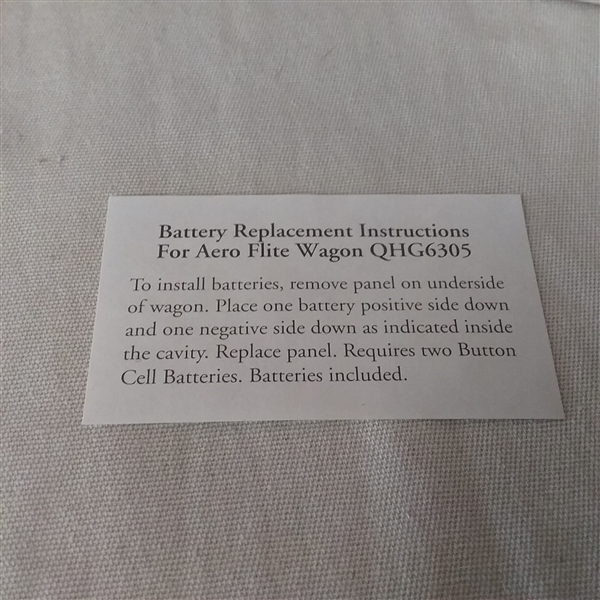 Battery Replacement Instructions
For Aero Flite Wagon QHG6305
To install batteries, remove panel on underside
of wagon. Place one battery positive side down
and one negative side down as indicated inside
the cavity. Replace panel. Requires two Button
Cell Batteries. Batteries included.